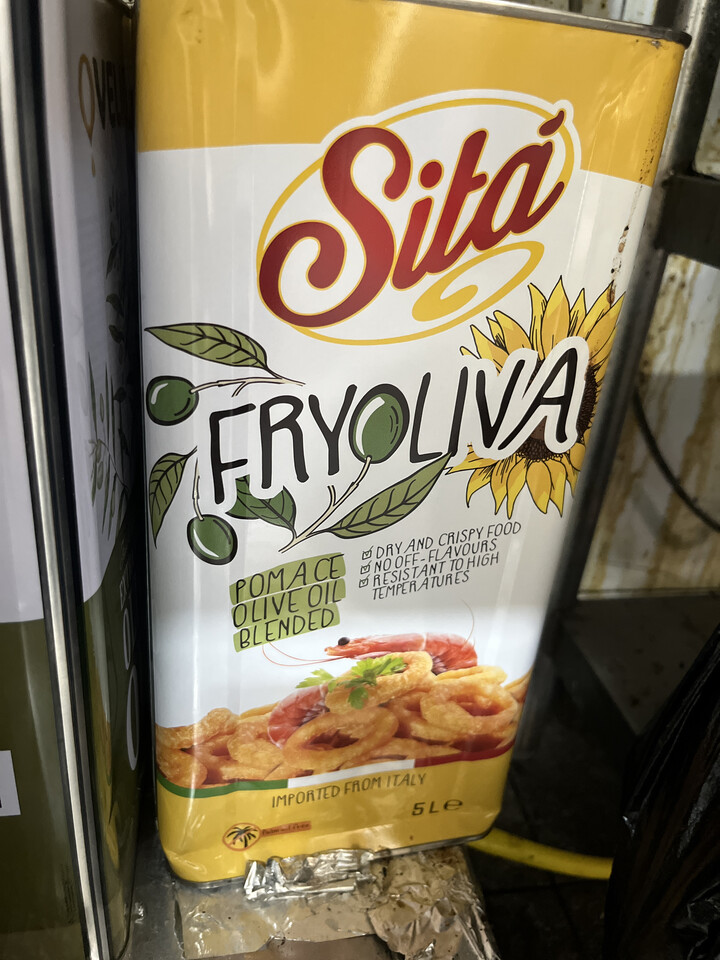 Sitá
FRYOLIVA
POMACE
OLIVE OIL
BLENDED
DRY AND CRISPY FOOD
NO OFF-FLAVOURS
RESISTANT TO HIGH
TEMPERATURES
IMPORTED FROM ITALY
5 L e